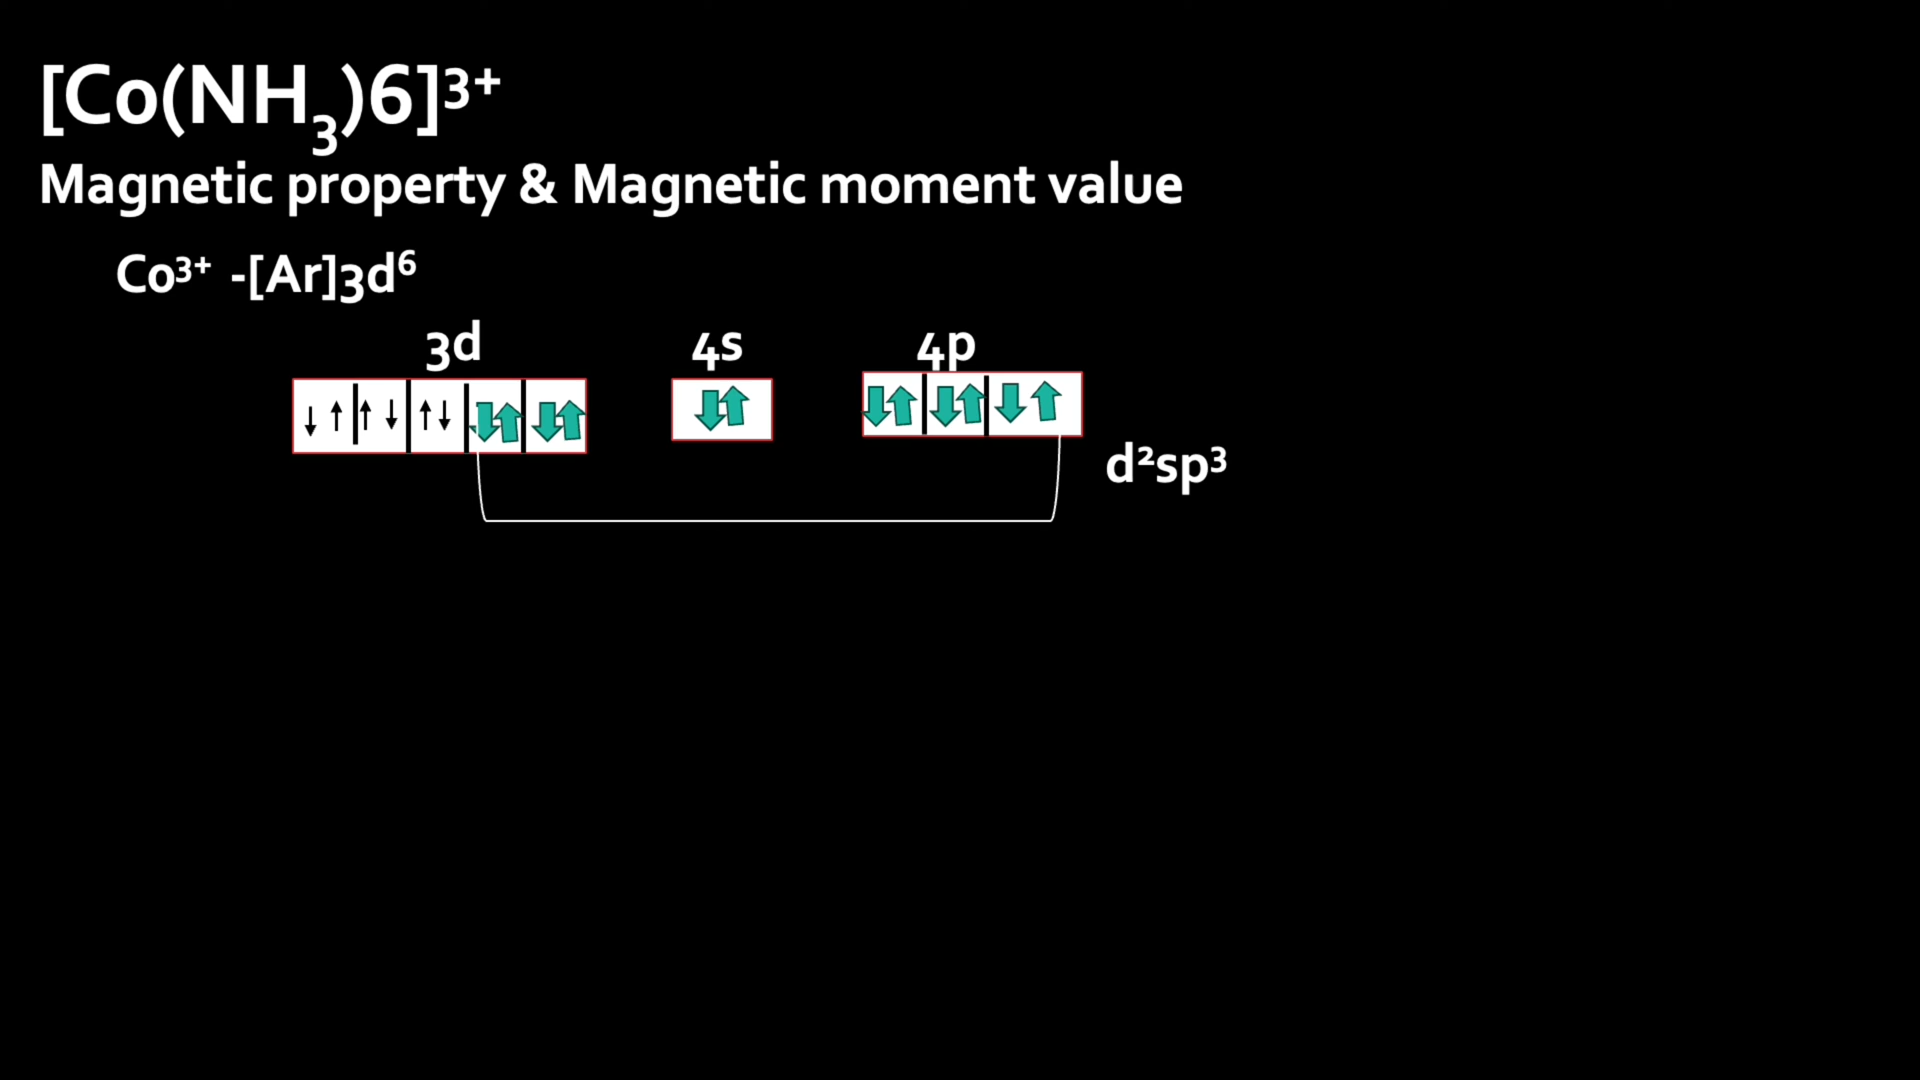 [Co(NH₃)6]³⁺
Magnetic property & Magnetic moment value
Co³⁺ -[Ar]3d⁶
3d 4s 4p
d²sp³